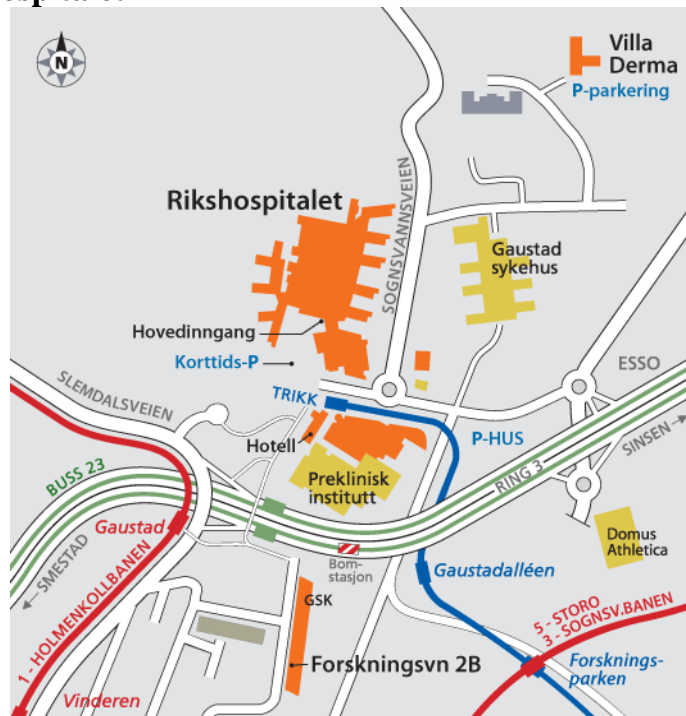 N
Villa
Derma
P-parkering
Rikshospitalet
SOGNSVANNSVEIEN
Gaustad
sykehus
Hovedinngang
Korttids-P
SLEMDALSVEIEN
TRIKK
ESSO
Hotell
P-HUS
SINSEN
BUSS 23
RING 3
Preklinisk
institutt
Gaustad
SMESTAD
Bom-
stasjon
Domus
Athletica
Gaustadalléen
1 - HOLMENKOLLBANEN
GSK
5 - STORO
3 - SOGNSV.BANEN
Forskningsvn 2B
Forsknings-
parken
Vinderen